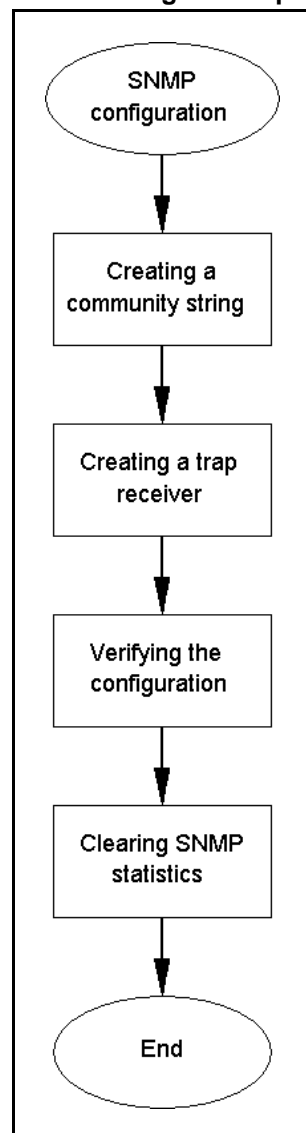 SNMP
configuration
Creating a
community string
Creating a trap
receiver
Verifying the
configuration
Clearing SNMP
statistics
End